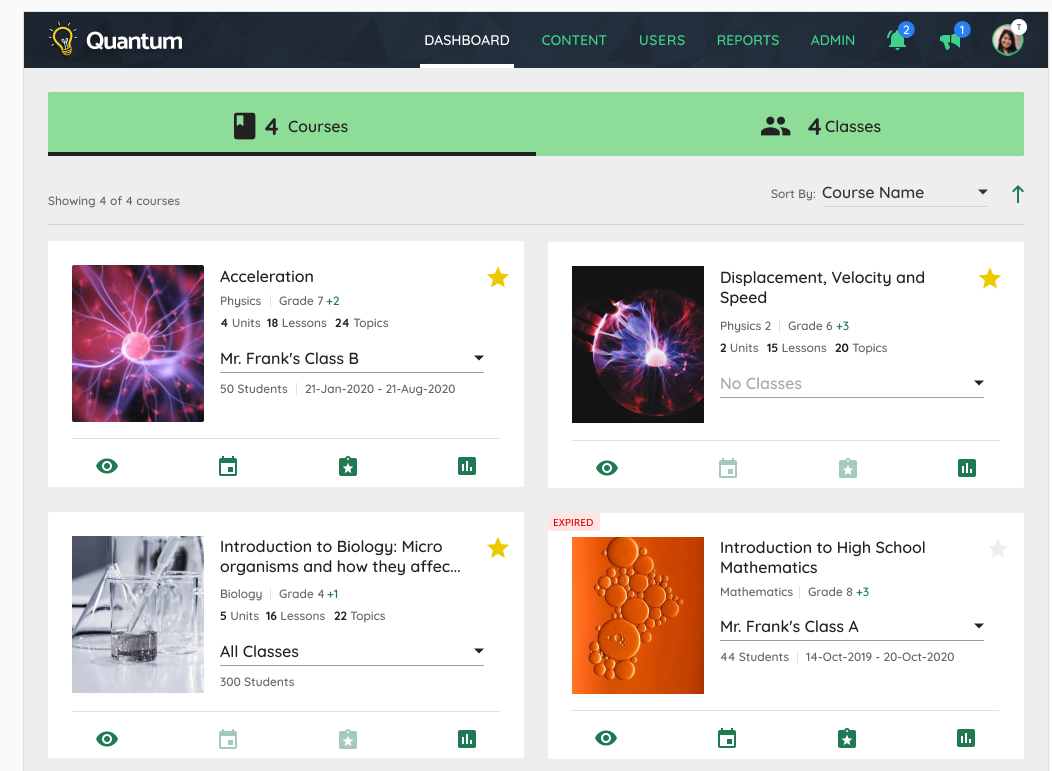 Quantum
DASHBOARD CONTENT USERS REPORTS ADMIN 2 1 T
4 Courses
4 Classes
Showing 4 of 4 courses
Sort By: Course Name
Acceleration
Physics Grade 7 +2
4 Units 18 Lessons 24 Topics
Mr. Frank's Class B
50 Students 21-Jan-2020 - 21-Aug-2020
Displacement, Velocity and
Speed
Physics 2 Grade 6 +3
2 Units 15 Lessons 20 Topics
No Classes
Introduction to Biology: Micro
organisms and how they affec...
Biology Grade 4 +1
5 Units 16 Lessons 22 Topics
All Classes
300 Students
EXPIRED
Introduction to High School
Mathematics
Mathematics Grade 8 +3
Mr. Frank's Class A
44 Students 14-Oct-2019 - 20-Oct-2020